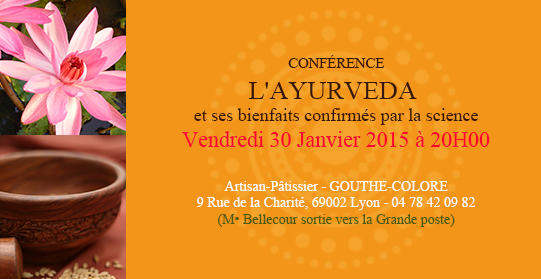 CONFÉRENCE
L'AYURVEDA
et ses bienfaits confirmés par la science
Vendredi 30 Janvier 2015 à 20H00
Artisan-Pâtissier - GOUTHE-COLORE
9 Rue de la Charité, 69002 Lyon - 04 78 42 09 82
(M° Bellecour sortie vers la Grande poste)